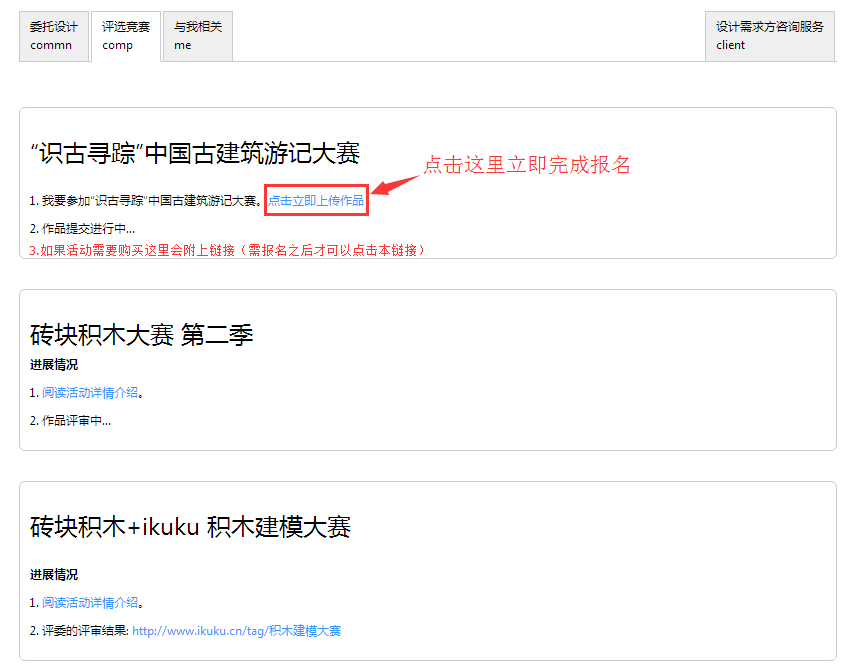 委托设计
commn
评选竞赛
comp
与我相关
me
设计需求方咨询服务
client
“识古寻踪”中国古建筑游记大赛
点击这里立即完成报名
1. 我要参加“识古寻踪”中国古建筑游记大赛。点击立即上传作品
2. 作品提交进行中...
3.如果活动需要购买这里会附上链接（需报名之后才可以点击本链接）
砖块积木大赛 第二季
进展情况
1. 阅读活动详情介绍。
2. 作品评审中...
砖块积木+ikuku 积木建模大赛
进展情况
1. 阅读活动详情介绍。
2. 评委的评审结果: http://www.ikuku.cn/tag/积木建模大赛